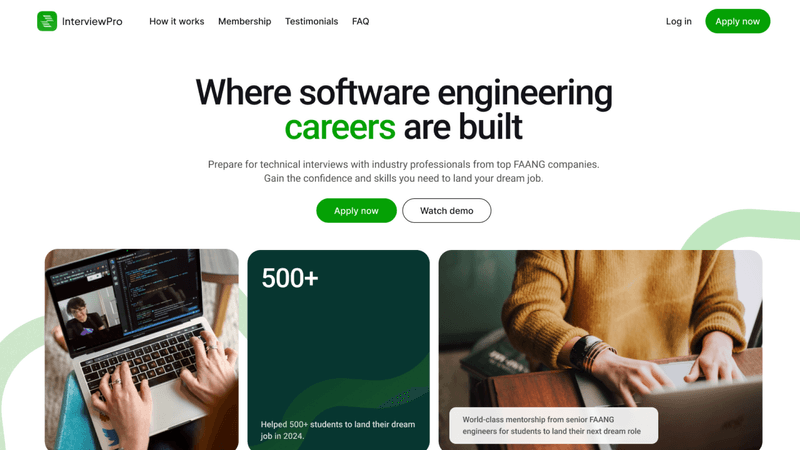 InterviewPro
How it works
Membership
Testimonials
FAQ
Log in
Apply now
Where software engineering
careers are built
Prepare for technical interviews with industry professionals from top FAANG companies.
Gain the confidence and skills you need to land your dream job.
Apply now
Watch demo
500+
Helped 500+ students to land their dream
job in 2024.
World-class mentorship from senior FAANG
engineers for students to land their next dream role